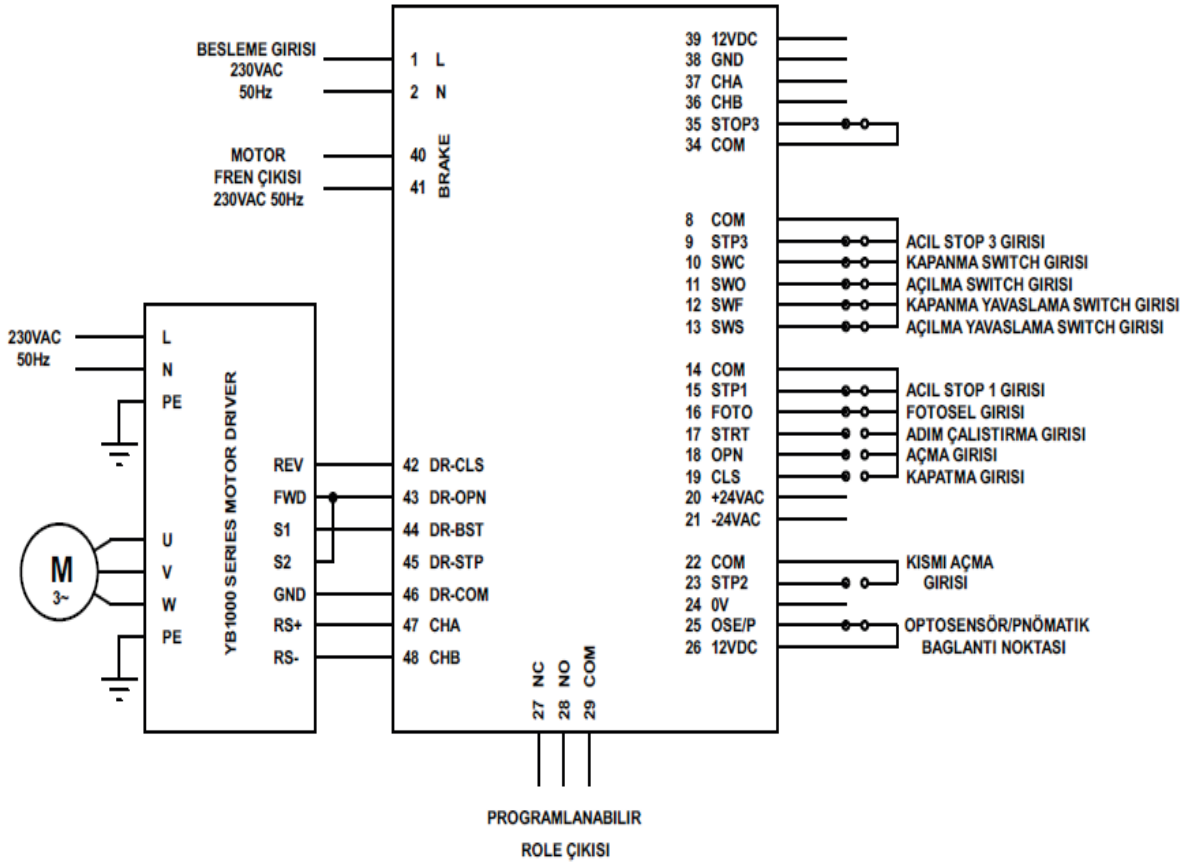 BESLEME GIRISI
230VAC
50Hz
1 L
2 N
MOTOR
FREN ÇIKISI
230VAC 50Hz
40
41
BRAKE
39 12VDC
38 GND
37 CHA
36 CHB
35 STOP3
34 COM
8 COM
9 STP3 ACIL STOP 3 GIRISI
10 SWC KAPANMA SWITCH GIRISI
11 SWO AÇILMA SWITCH GIRISI
12 SWF KAPANMA YAVASLAMA SWITCH GIRISI
13 SWS AÇILMA YAVASLAMA SWITCH GIRISI
14 COM
15 STP1 ACIL STOP 1 GIRISI
16 FOTO FOTOSEL GIRISI
17 STRT ADIM ÇALISTIRMA GIRISI
18 OPN AÇMA GIRISI
19 CLS KAPATMA GIRISI
20 +24VAC
21 -24VAC
22 COM KISMI AÇMA
23 STP2 GIRISI
24 0V
25 OSE/P OPTOSENSÖR/PNÖMATIK
26 12VDC BAGLANTI NOKTASI
230VAC
50Hz
L
N
PE
YB1000 SERIES MOTOR DRIVER
REV 42 DR-CLS
FWD 43 DR-OPN
S1 44 DR-BST
S2 45 DR-STP
GND 46 DR-COM
RS+ 47 CHA
RS- 48 CHB
M
3~
U
V
W
PE
27 NC
28 NO
29 COM
PROGRAMLANABILIR
ROLE ÇIKISI